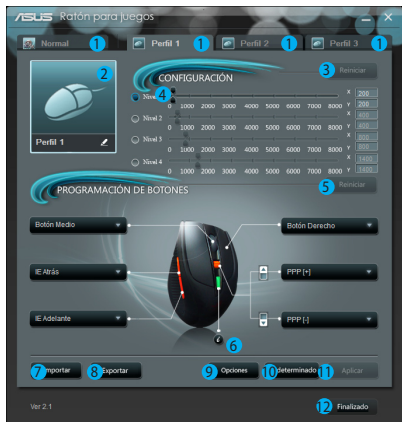 ASUS Ratón para juegos
Normal 1 Perfil 1 1 Perfil 2 1 Perfil 3 1
2
Perfil 1
CONFIGURACIÓN
3 Reiniciar
4
X 200
Nivel
0 1000 2000 3000 4000 5000 6000 7000 8000 Y 200
Nivel 2 X 400
0 1000 2000 3000 4000 5000 6000 7000 8000 Y 400
Nivel 3 X 800
0 1000 2000 3000 4000 5000 6000 7000 8000 Y 800
Nivel 4 X 1400
0 1000 2000 3000 4000 5000 6000 7000 8000 Y 1400
PROGRAMACIÓN DE BOTONES
5 Reiniciar
Botón Medio
Botón Derecho
IE Atrás
PPP [+]
IE Adelante
PPP [-]
6
7 Importar 8 Exportar 9 Opciones 10 determinado 11 Aplicar
Ver 2.1
12 Finalizado